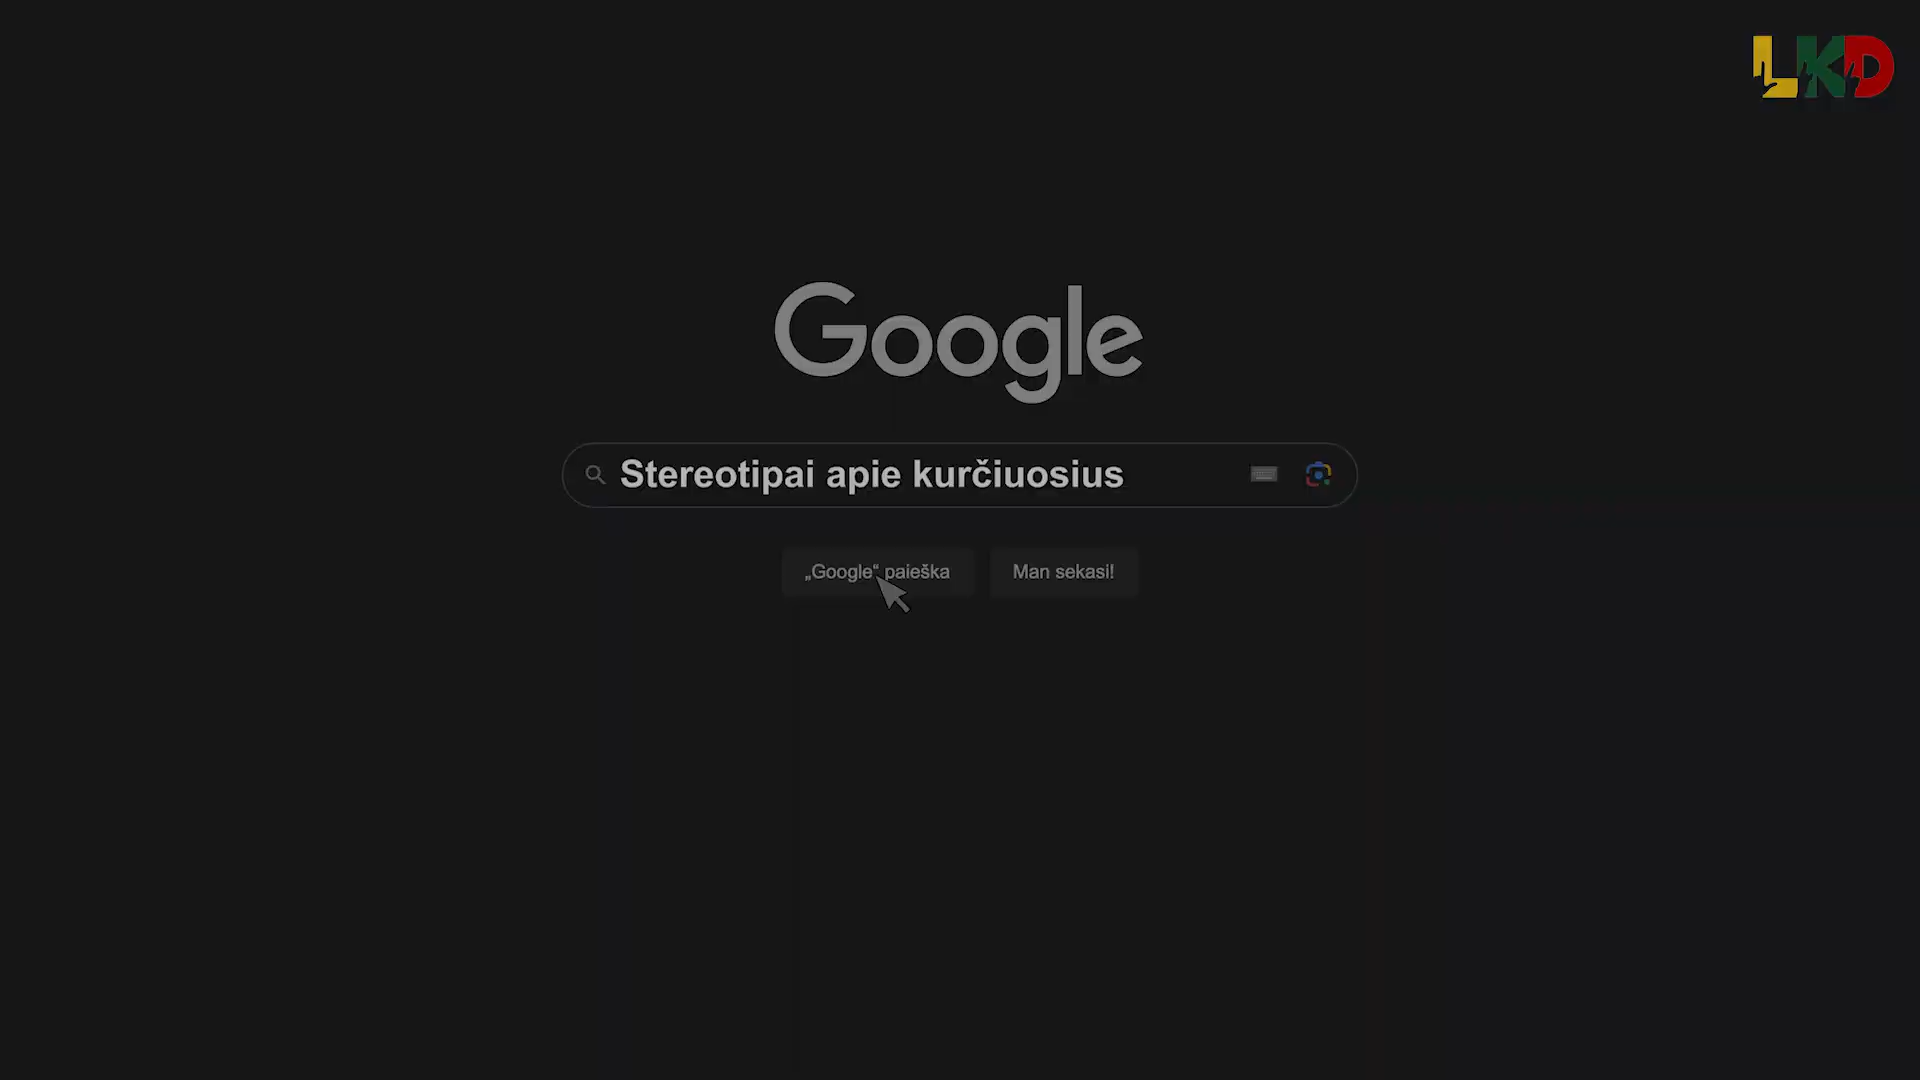 LKD
Google
Stereotipai apie kurčiuosius
„Google“ paieška
Man sekasi!